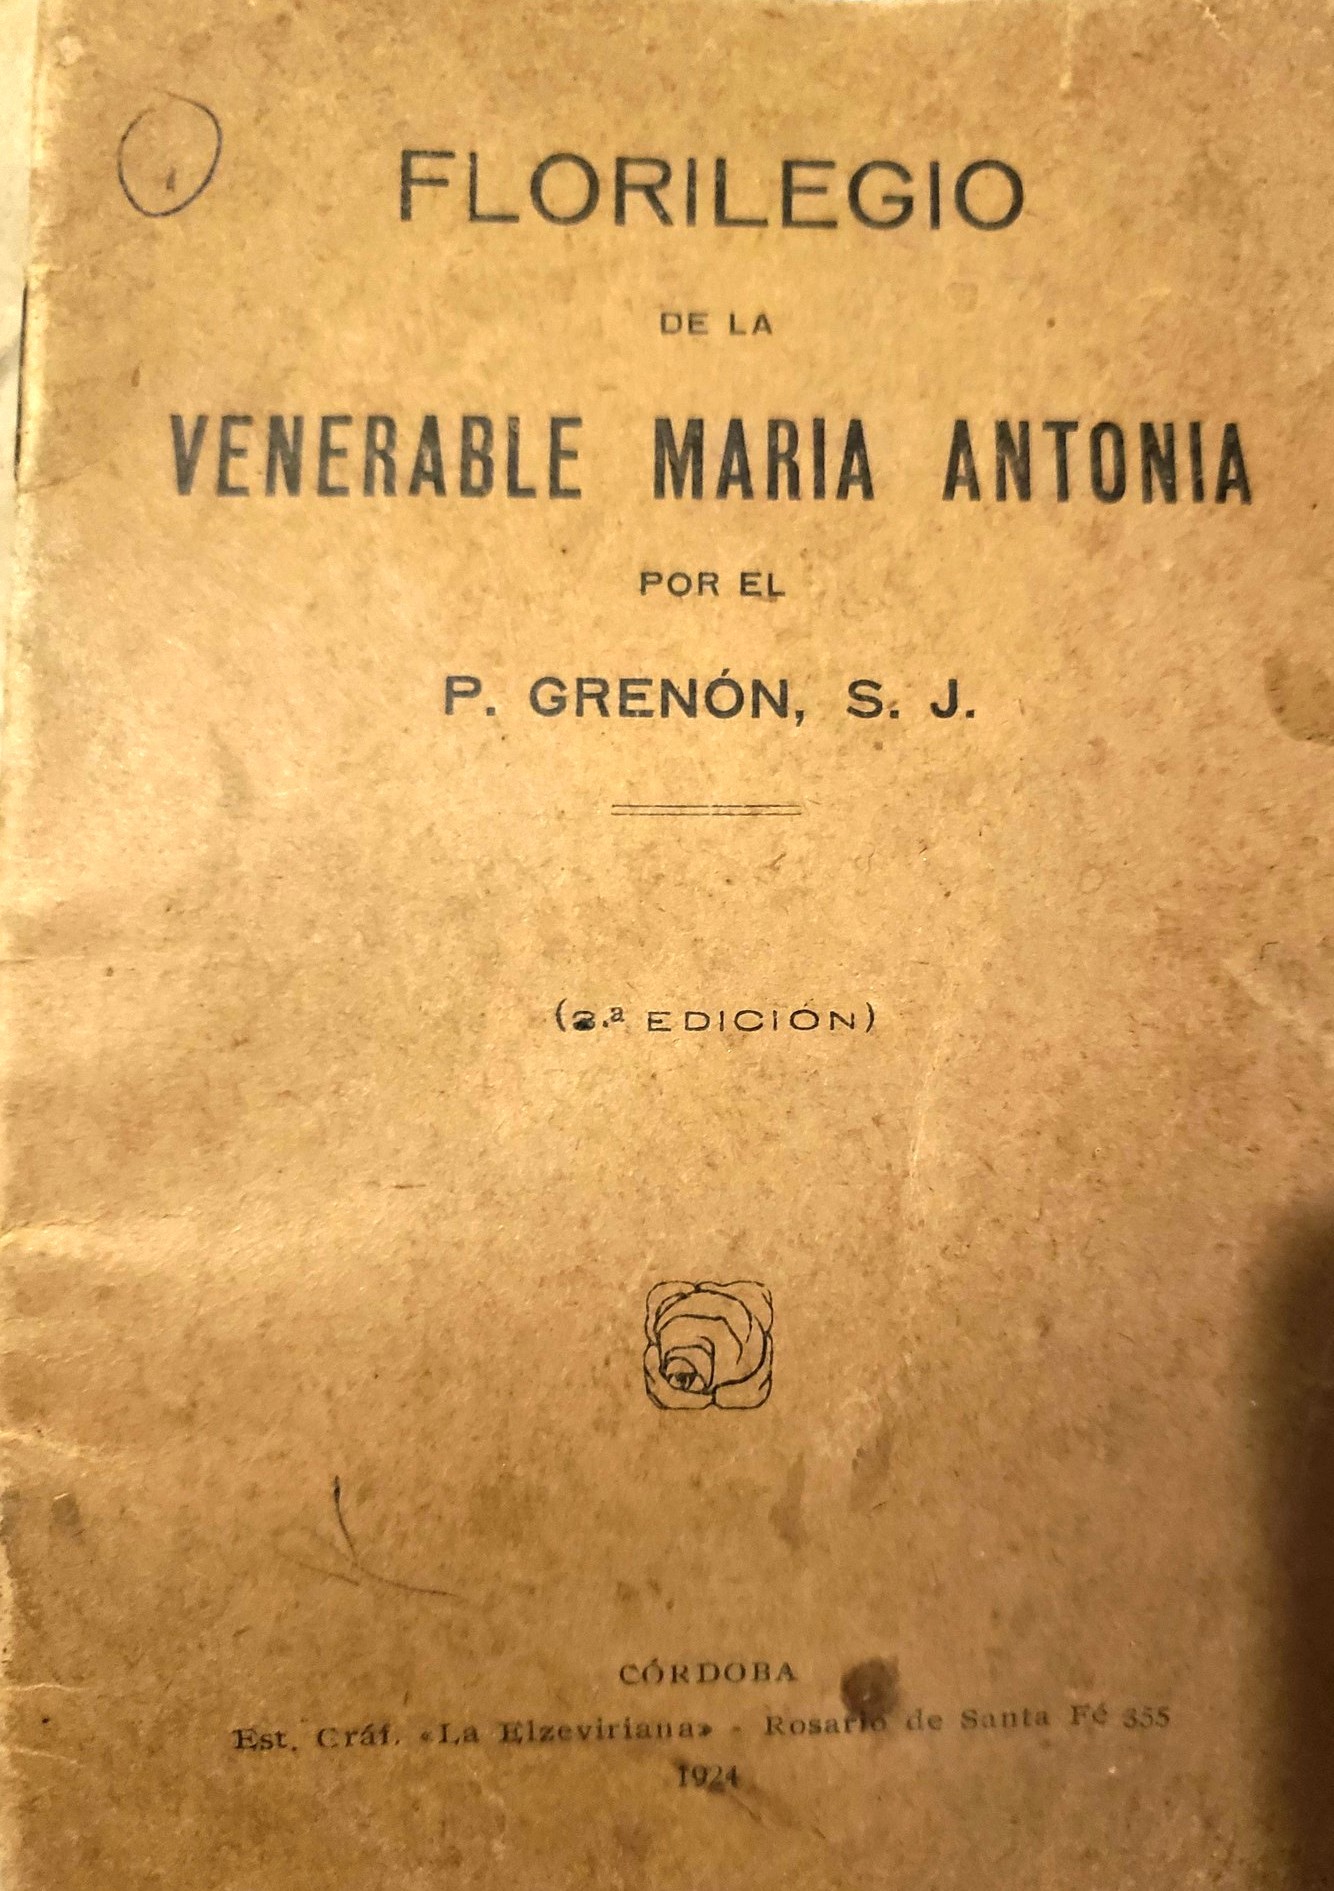 FLORILEGIO
DE LA
VENERABLE MARIA ANTONIA
POR EL
P. GRENÓN, S. J.
(2.ª EDICIÓN)
CÓRDOBA
Est. Gráf. «La Elzeviriana» - Rosario de Santa Fé 355
1924